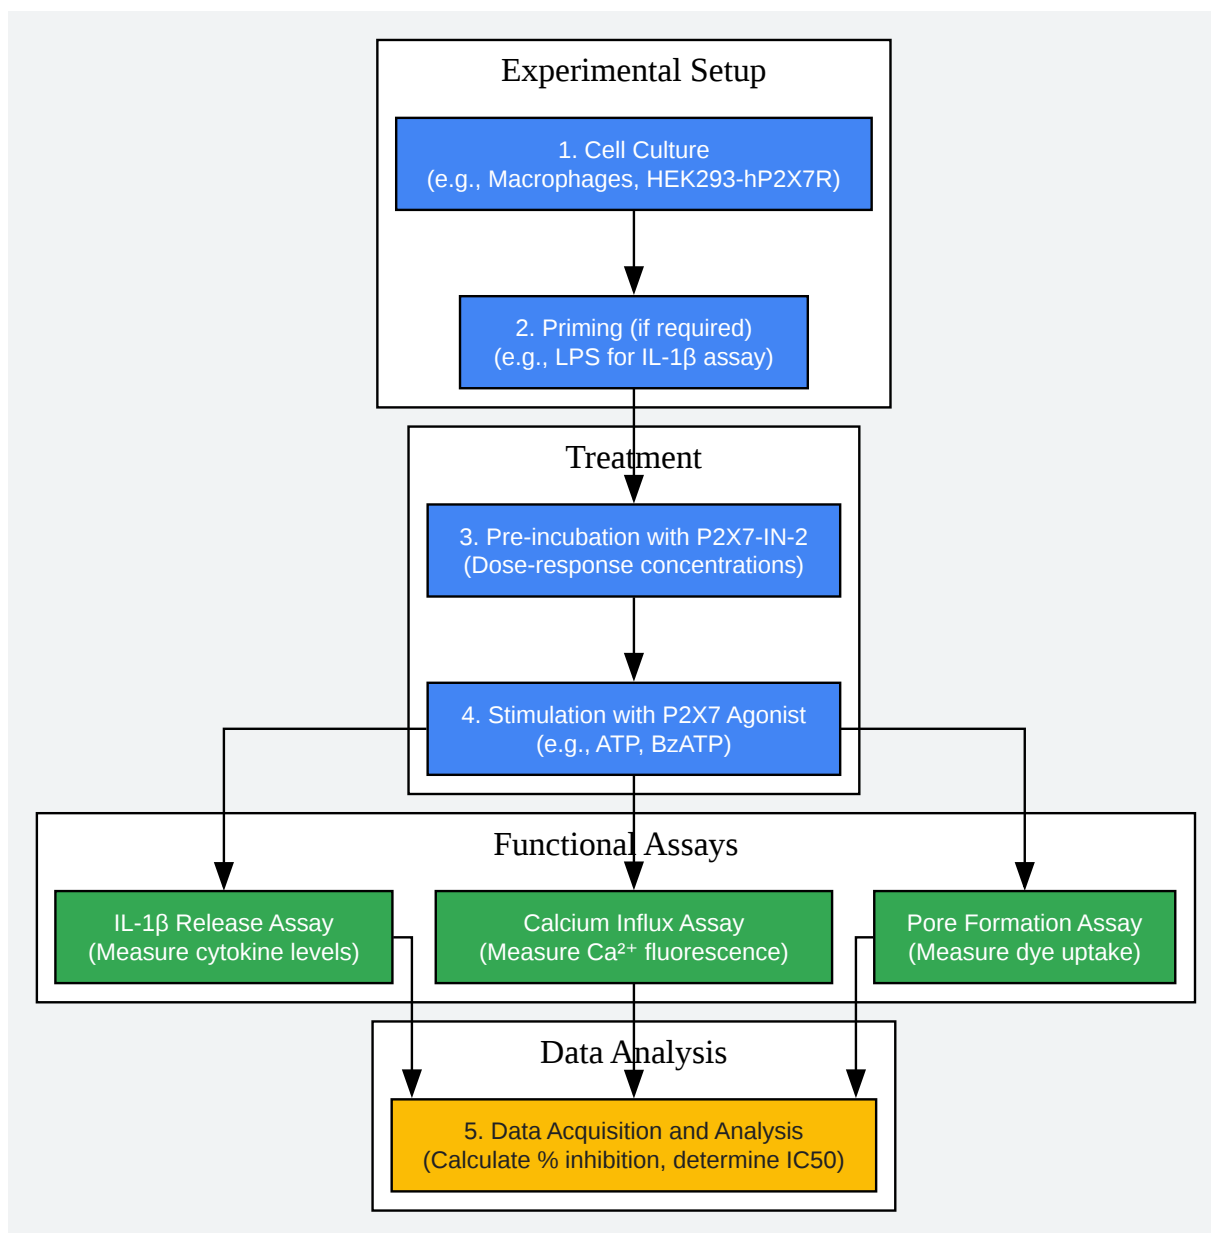 Experimental Setup
1. Cell Culture
(e.g., Macrophages, HEK293-hP2X7R)
2. Priming (if required)
(e.g., LPS for IL-1β assay)
Treatment
3. Pre-incubation with P2X7-IN-2
(Dose-response concentrations)
4. Stimulation with P2X7 Agonist
(e.g., ATP, BzATP)
Functional Assays
IL-1β Release Assay
(Measure cytokine levels)
Calcium Influx Assay
(Measure Ca²⁺ fluorescence)
Pore Formation Assay
(Measure dye uptake)
Data Analysis
5. Data Acquisition and Analysis
(Calculate % inhibition, determine IC50)